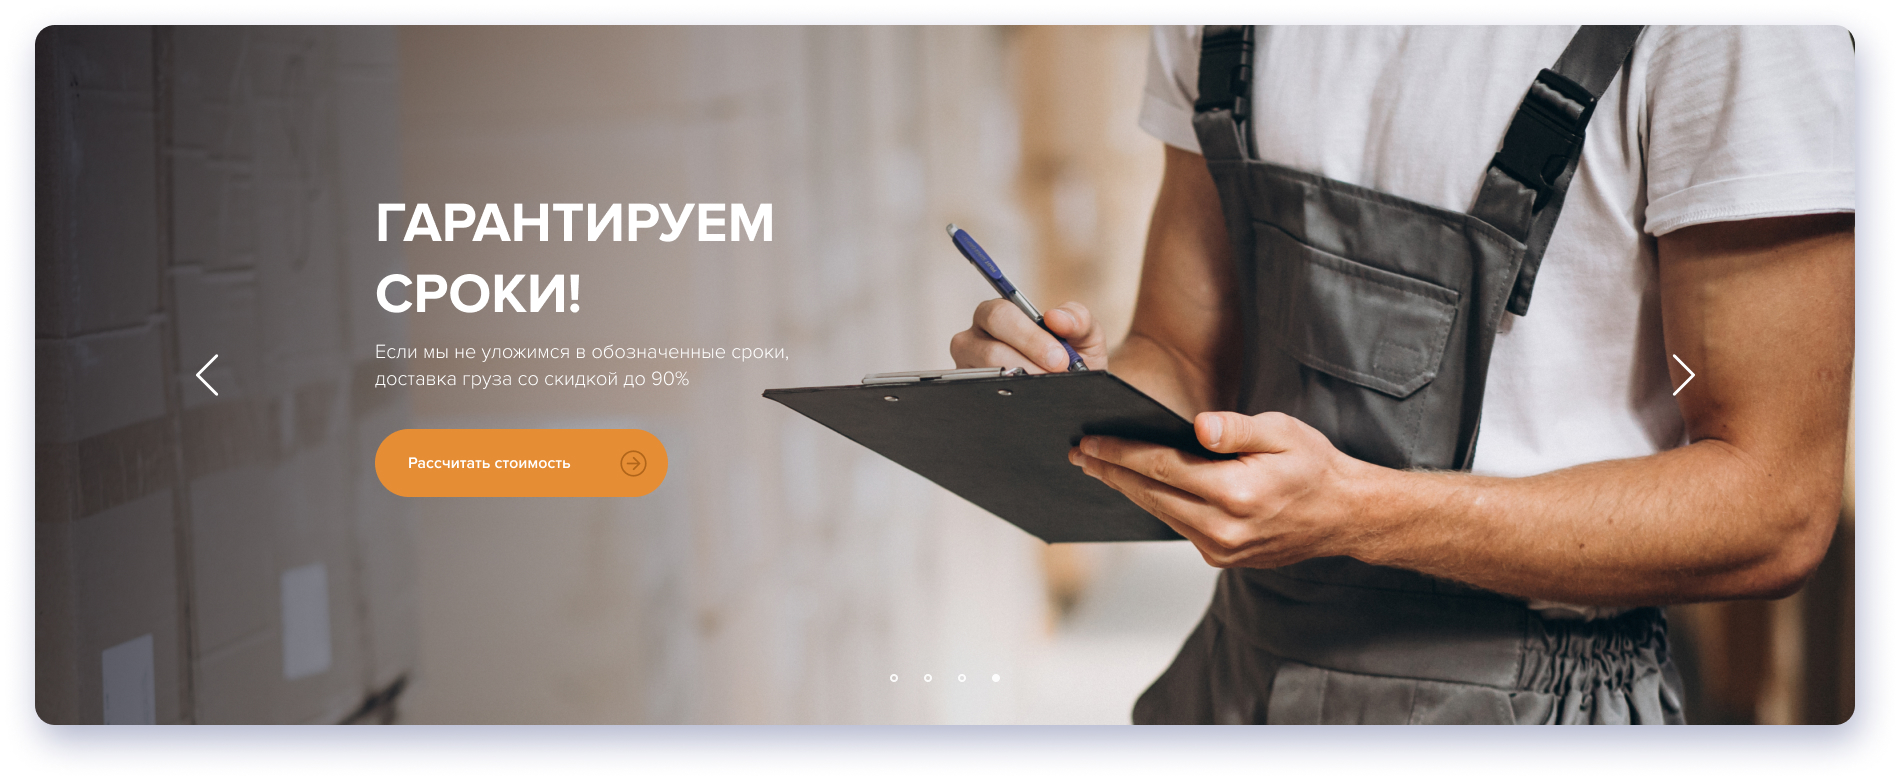 ГАРАНТИРУЕМ
СРОКИ!
Если мы не уложимся в обозначенные сроки,
доставка груза со скидкой до 90%
Рассчитать стоимость